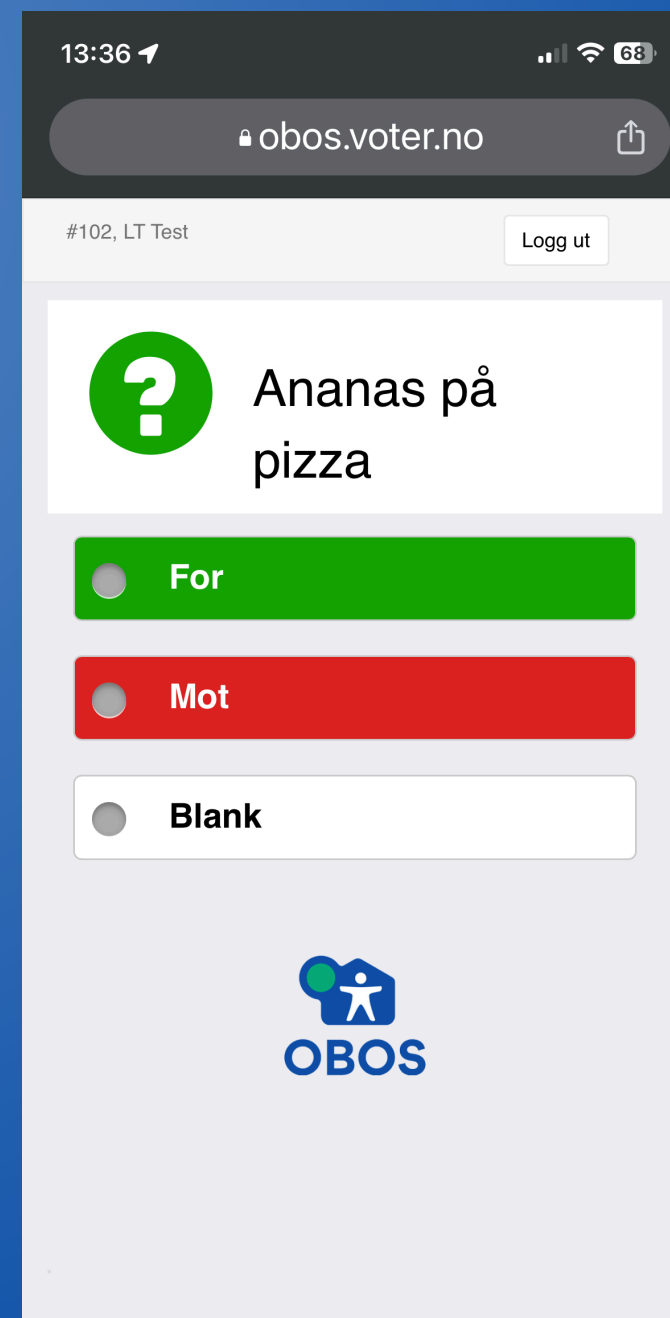 13:36
68
obos.voter.no
#102, LT Test
Logg ut
?
Ananas på
pizza
For
Mot
Blank
OBOS